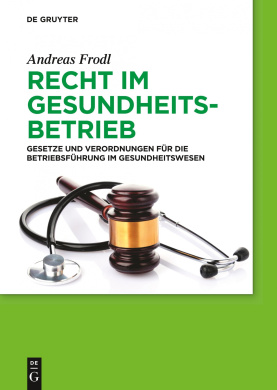 DE GRUYTER
Andreas Frodl
RECHT IM
GESUNDHEITS-
BETRIEB
GESETZE UND VERORDNUNGEN FÜR DIE
BETRIEBSFÜHRUNG IM GESUNDHEITSWESEN
DE
G